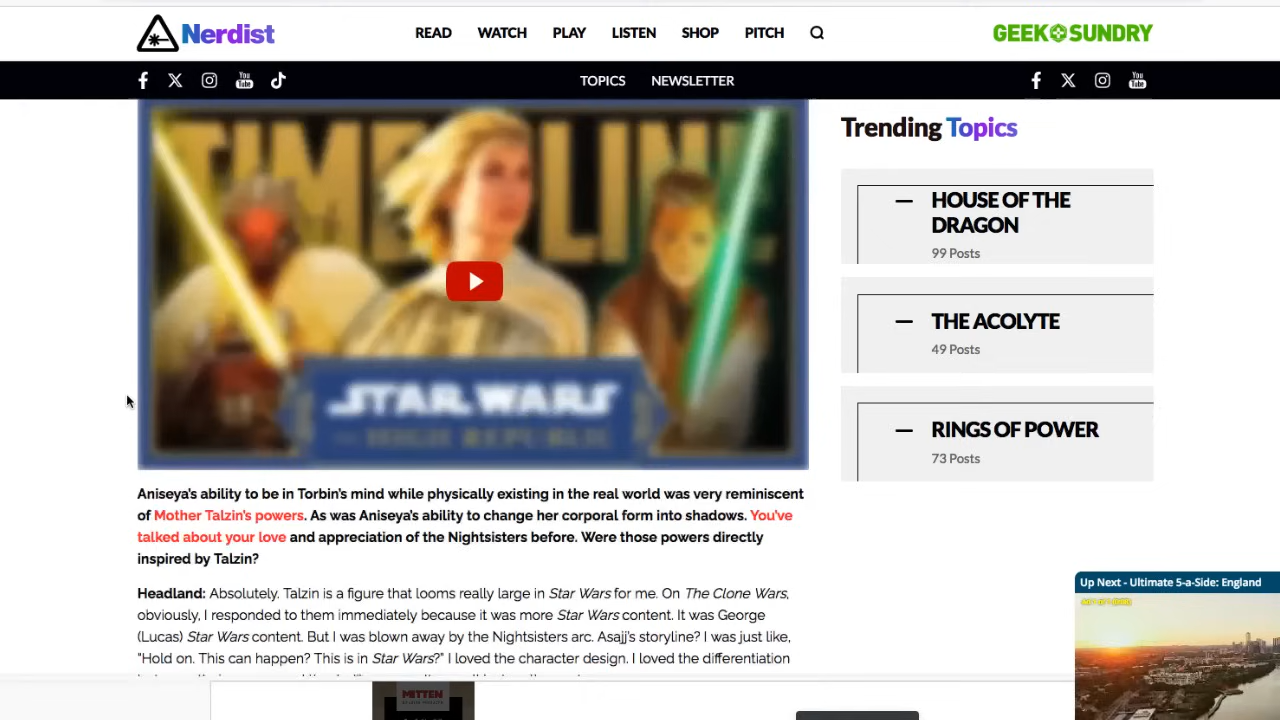 Nerdist
READ WATCH PLAY LISTEN SHOP PITCH
GEEK & SUNDRY
TOPICS NEWSLETTER
TIMELINE
STAR WARS
THE HIGH REPUBLIC
Trending Topics
HOUSE OF THE
DRAGON
99 Posts
THE ACOLYTE
49 Posts
RINGS OF POWER
73 Posts
Aniseya's ability to be in Torbin's mind while physically existing in the real world was very reminiscent
of Mother Talzin's powers. As was Aniseya's ability to change her corporal form into shadows. You've
talked about your love and appreciation of the Nightsisters before. Were those powers directly
inspired by Talzin?
Headland: Absolutely. Talzin is a figure that looms really large in Star Wars for me. On The Clone Wars,
obviously, I responded to them immediately because it was more Star Wars content. It was George
(Lucas) Star Wars content. But I was blown away by the Nightsisters arc. Asajj's storyline? I was just like,
"Hold on. This can happen? This is in Star Wars?" I loved the character design. I loved the differentiation
Up Next - Ultimate 5-a-Side: England
MITTEN